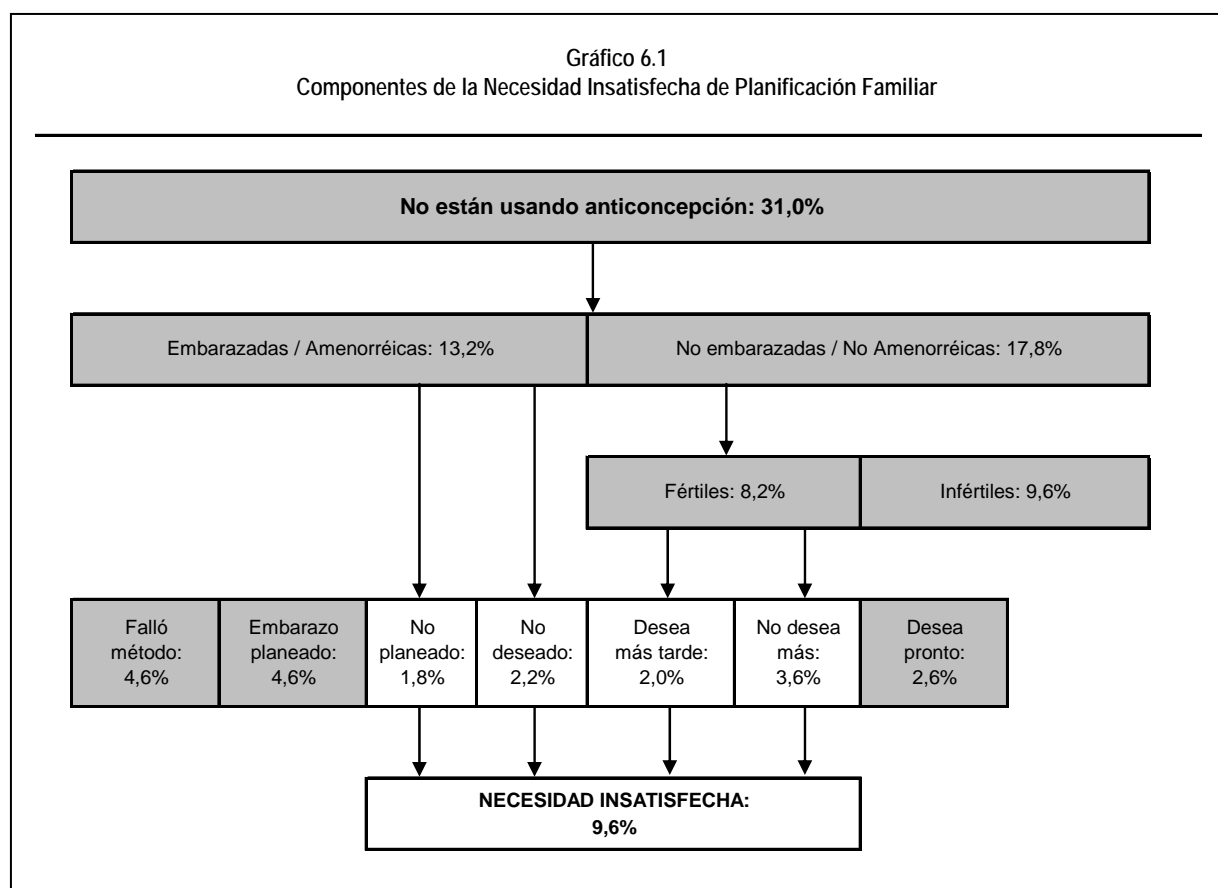 Gráfico 6.1
Componentes de la Necesidad Insatisfecha de Planificación Familiar
No están usando anticoncepción: 31,0%
Embarazadas / Amenorréicas: 13,2%
No embarazadas / No Amenorréicas: 17,8%
Fértiles: 8,2%
Infértiles: 9,6%
Falló
método:
4,6%
Embarazo
planeado:
4,6%
No
planeado:
1,8%
No
deseado:
2,2%
Desea
más tarde:
2,0%
No desea
más:
3,6%
Desea
pronto:
2,6%
NECESIDAD INSATISFECHA:
9,6%